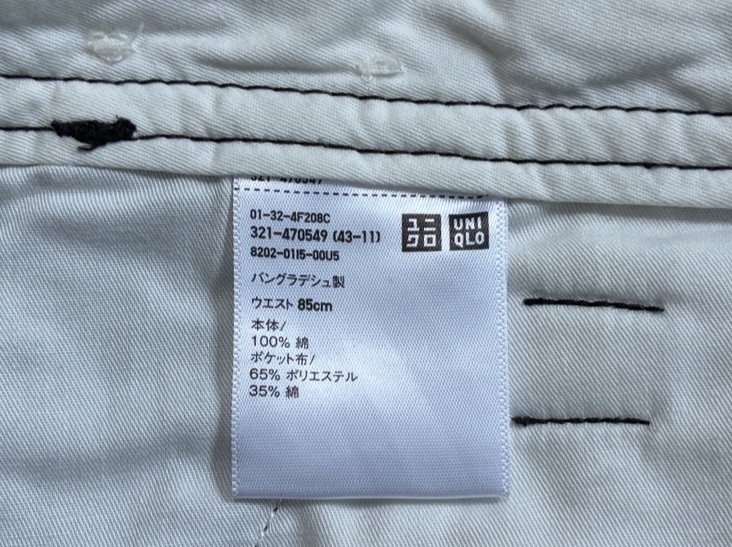 01-32-4F208C
321-470549 (43-11)
8202-0115-00U5
ユニクロ
UNIQLO
バングラデシュ製
ウエスト 85cm
本体/
100% 綿
ポケット布/
65% ポリエステル
35% 綿